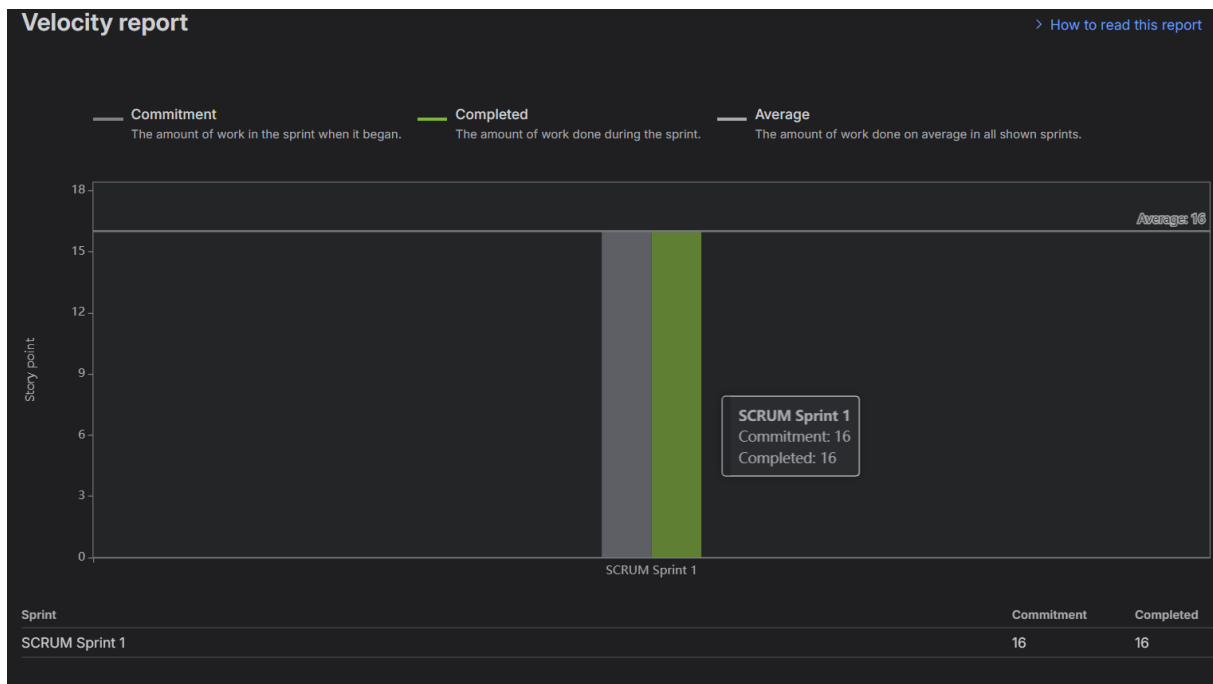 Velocity report
> How to read this report
Commitment
The amount of work in the sprint when it began.
Completed
The amount of work done during the sprint.
Average
The amount of work done on average in all shown sprints.
18
Average: 16
15
12
9
6
3
0
Story point
SCRUM Sprint 1
Commitment: 16
Completed: 16
SCRUM Sprint 1
Sprint Commitment Completed
SCRUM Sprint 1 16 16